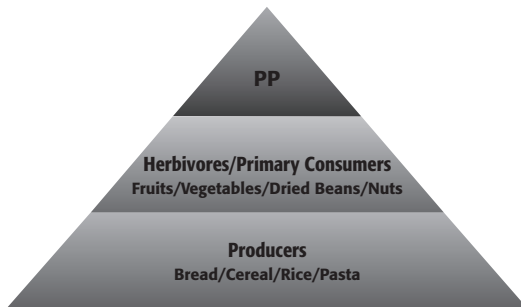 PP
Herbivores/Primary Consumers
Fruits/Vegetables/Dried Beans/Nuts
Producers
Bread/Cereal/Rice/Pasta